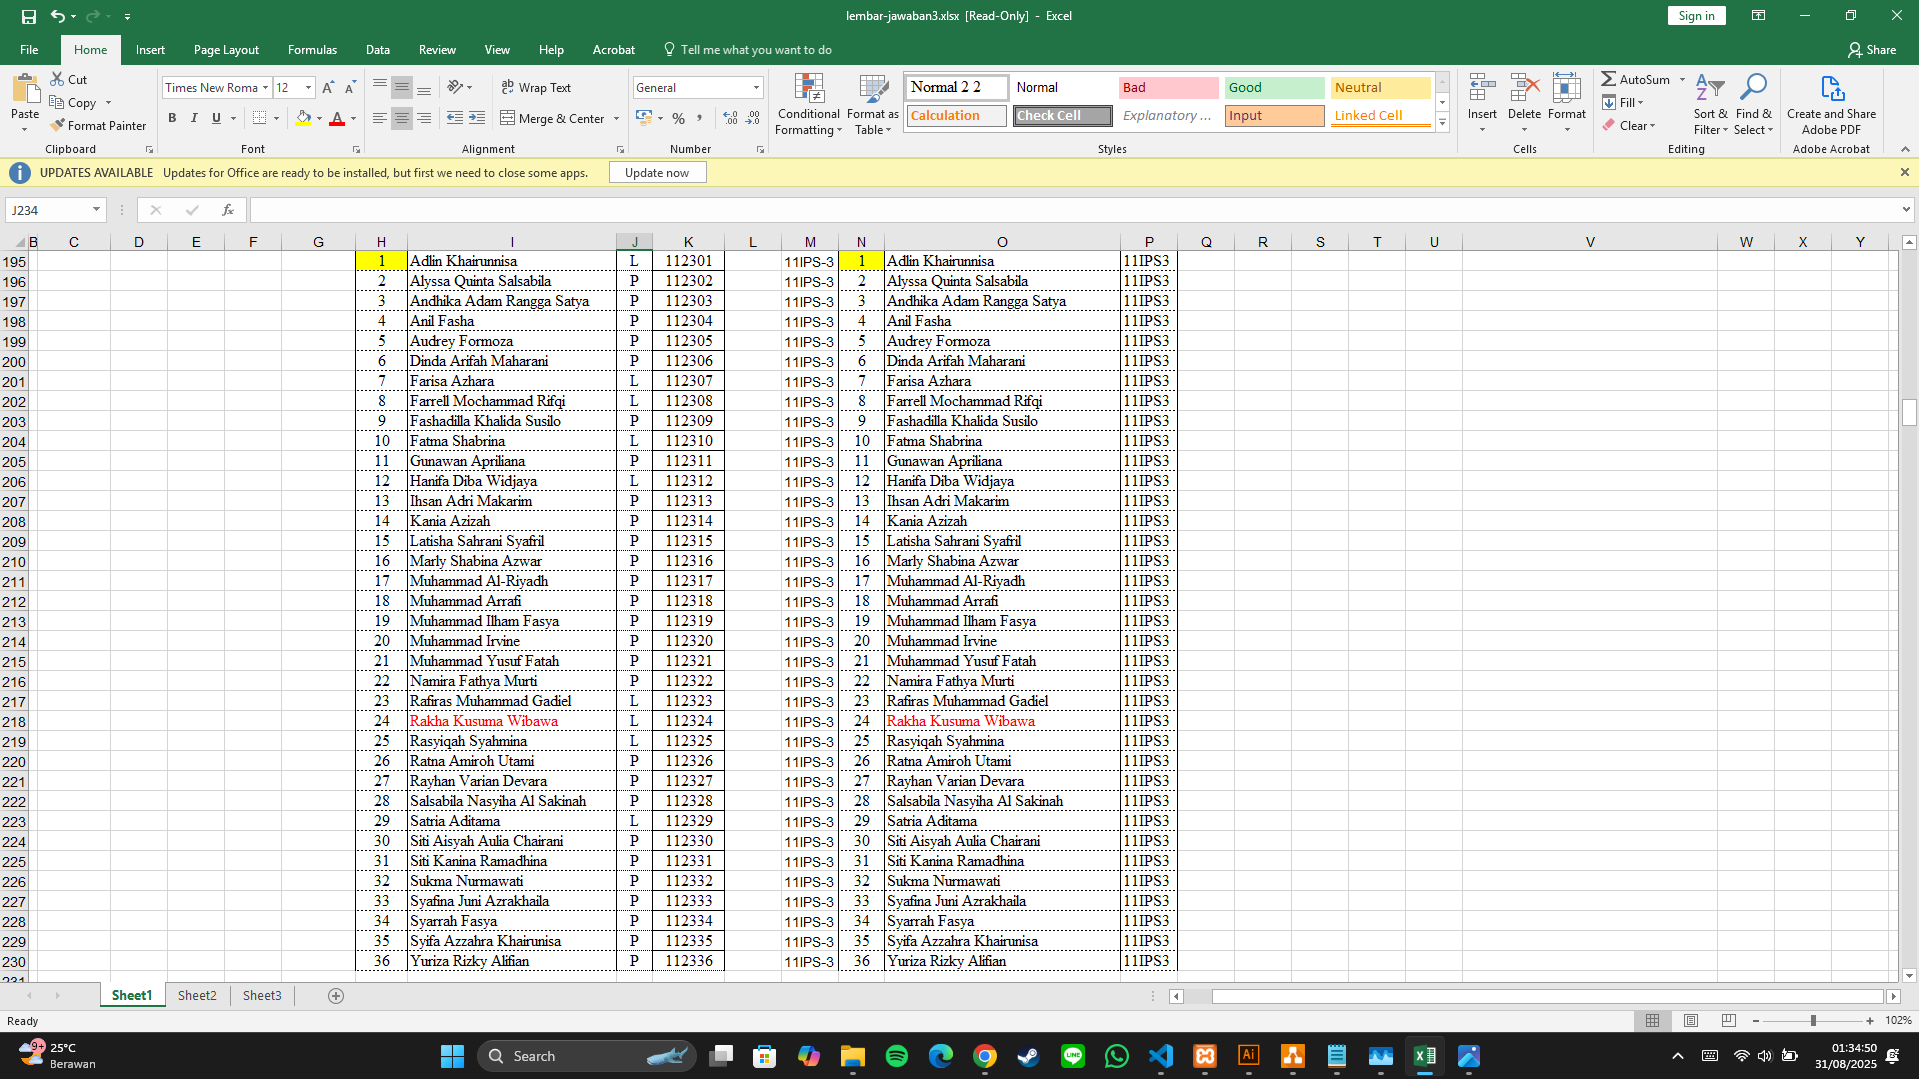 lembar-jawaban3.xlsx [Read-Only] - Excel
Sign in
File Home Insert Page Layout Formulas Data Review View Help Acrobat Tell me what you want to do Share
Paste
Cut
Copy
Format Painter
Clipboard
Times New Roma 12
B I U
Font
Wrap Text
Merge & Center
Alignment
General
Number
Conditional Formatting
Format as Table
Normal 2 2 Normal Bad Good Neutral
Calculation Check Cell Explanatory ... Input Linked Cell
Styles
Insert Delete Format
Cells
AutoSum
Fill
Clear
Sort & Filter
Find & Select
Editing
Create and Share Adobe PDF
Adobe Acrobat
UPDATES AVAILABLE Updates for Office are ready to be installed, but first we need to close some apps. Update now
J234 fx
B C D E F G H I J K L M N O P Q R S T U V W X Y
195 1 Adlin Khairunnisa L 112301 11IPS-3 1 Adlin Khairunnisa 11IPS3
196 2 Alyssa Quinta Salsabila P 112302 11IPS-3 2 Alyssa Quinta Salsabila 11IPS3
197 3 Andhika Adam Rangga Satya P 112303 11IPS-3 3 Andhika Adam Rangga Satya 11IPS3
198 4 Anil Fasha P 112304 11IPS-3 4 Anil Fasha 11IPS3
199 5 Audrey Formoza P 112305 11IPS-3 5 Audrey Formoza 11IPS3
200 6 Dinda Arifah Maharani P 112306 11IPS-3 6 Dinda Arifah Maharani 11IPS3
201 7 Farisa Azhara L 112307 11IPS-3 7 Farisa Azhara 11IPS3
202 8 Farrell Mochammad Rifqi L 112308 11IPS-3 8 Farrell Mochammad Rifqi 11IPS3
203 9 Fashadilla Khalida Susilo P 112309 11IPS-3 9 Fashadilla Khalida Susilo 11IPS3
204 10 Fatma Shabrina L 112310 11IPS-3 10 Fatma Shabrina 11IPS3
205 11 Gunawan Apriliana P 112311 11IPS-3 11 Gunawan Apriliana 11IPS3
206 12 Hanifa Diba Widjaya L 112312 11IPS-3 12 Hanifa Diba Widjaya 11IPS3
207 13 Ihsan Adri Makarim P 112313 11IPS-3 13 Ihsan Adri Makarim 11IPS3
208 14 Kania Azizah P 112314 11IPS-3 14 Kania Azizah 11IPS3
209 15 Latisha Sahrani Syafril P 112315 11IPS-3 15 Latisha Sahrani Syafril 11IPS3
210 16 Marly Shabina Azwar P 112316 11IPS-3 16 Marly Shabina Azwar 11IPS3
211 17 Muhammad Al-Riyadh P 112317 11IPS-3 17 Muhammad Al-Riyadh 11IPS3
212 18 Muhammad Arrafi P 112318 11IPS-3 18 Muhammad Arrafi 11IPS3
213 19 Muhammad Ilham Fasya P 112319 11IPS-3 19 Muhammad Ilham Fasya 11IPS3
214 20 Muhammad Irvine P 112320 11IPS-3 20 Muhammad Irvine 11IPS3
215 21 Muhammad Yusuf Fatah P 112321 11IPS-3 21 Muhammad Yusuf Fatah 11IPS3
216 22 Namira Fathya Murti P 112322 11IPS-3 22 Namira Fathya Murti 11IPS3
217 23 Rafiras Muhammad Gadiel L 112323 11IPS-3 23 Rafiras Muhammad Gadiel 11IPS3
218 24 Rakha Kusuma Wibawa L 112324 11IPS-3 24 Rakha Kusuma Wibawa 11IPS3
219 25 Rasyiqah Syahmina L 112325 11IPS-3 25 Rasyiqah Syahmina 11IPS3
220 26 Ratna Amiroh Utami P 112326 11IPS-3 26 Ratna Amiroh Utami 11IPS3
221 27 Rayhan Varian Devara P 112327 11IPS-3 27 Rayhan Varian Devara 11IPS3
222 28 Salsabila Nasyiha Al Sakinah P 112328 11IPS-3 28 Salsabila Nasyiha Al Sakinah 11IPS3
223 29 Satria Aditama L 112329 11IPS-3 29 Satria Aditama 11IPS3
224 30 Siti Aisyah Aulia Chairani P 112330 11IPS-3 30 Siti Aisyah Aulia Chairani 11IPS3
225 31 Siti Kanina Ramadhina P 112331 11IPS-3 31 Siti Kanina Ramadhina 11IPS3
226 32 Sukma Nurmawati P 112332 11IPS-3 32 Sukma Nurmawati 11IPS3
227 33 Syafina Juni Azrakhaila P 112333 11IPS-3 33 Syafina Juni Azrakhaila 11IPS3
228 34 Syarrah Fasya P 112334 11IPS-3 34 Syarrah Fasya 11IPS3
229 35 Syifa Azzahra Khairunisa P 112335 11IPS-3 35 Syifa Azzahra Khairunisa 11IPS3
230 36 Yuriza Rizky Alifian P 112336 11IPS-3 36 Yuriza Rizky Alifian 11IPS3
231
Sheet1 Sheet2 Sheet3
Ready 102%
9+ 25°C
Berawan
Search
01:34:50
31/08/2025